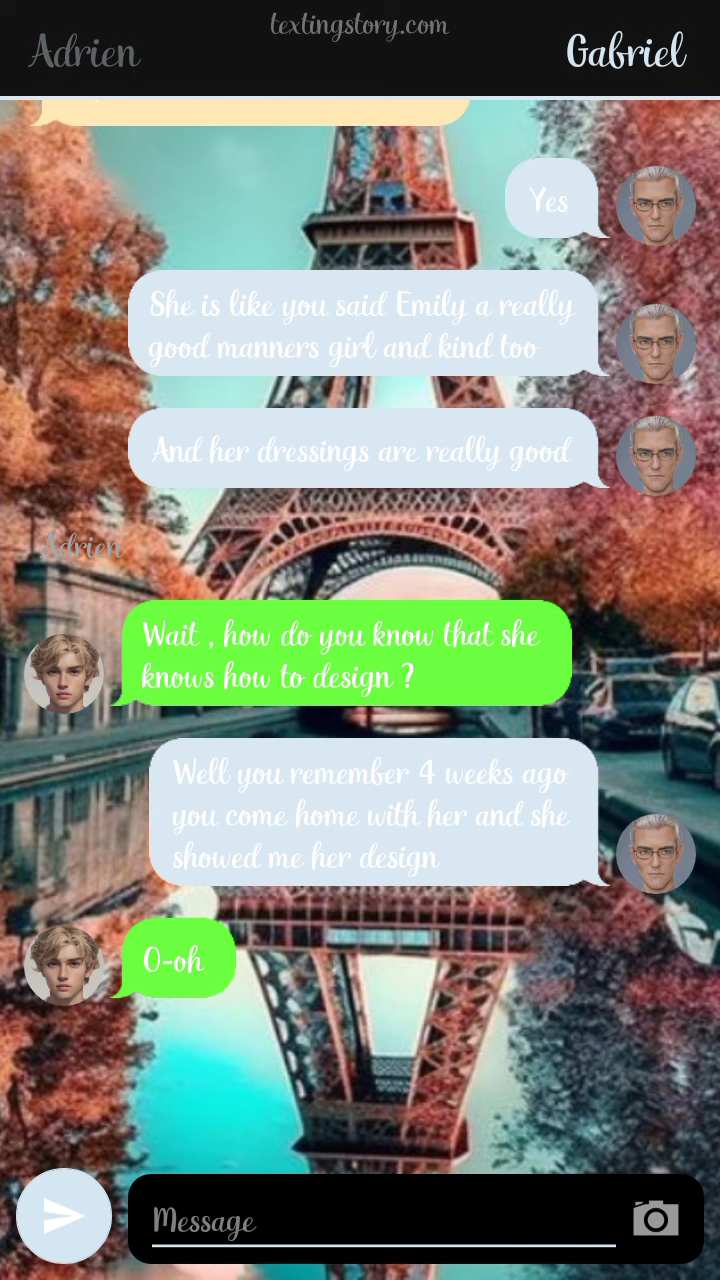 textingstory.com
Adrien
Gabriel
Yes
She is like you said Emily a really
good manners girl and kind too
And her dressings are really good
Adrien
Wait , how do you know that she
knows how to design ?
Well you remember 4 weeks ago
you come home with her and she
showed me her design
O-oh
Message